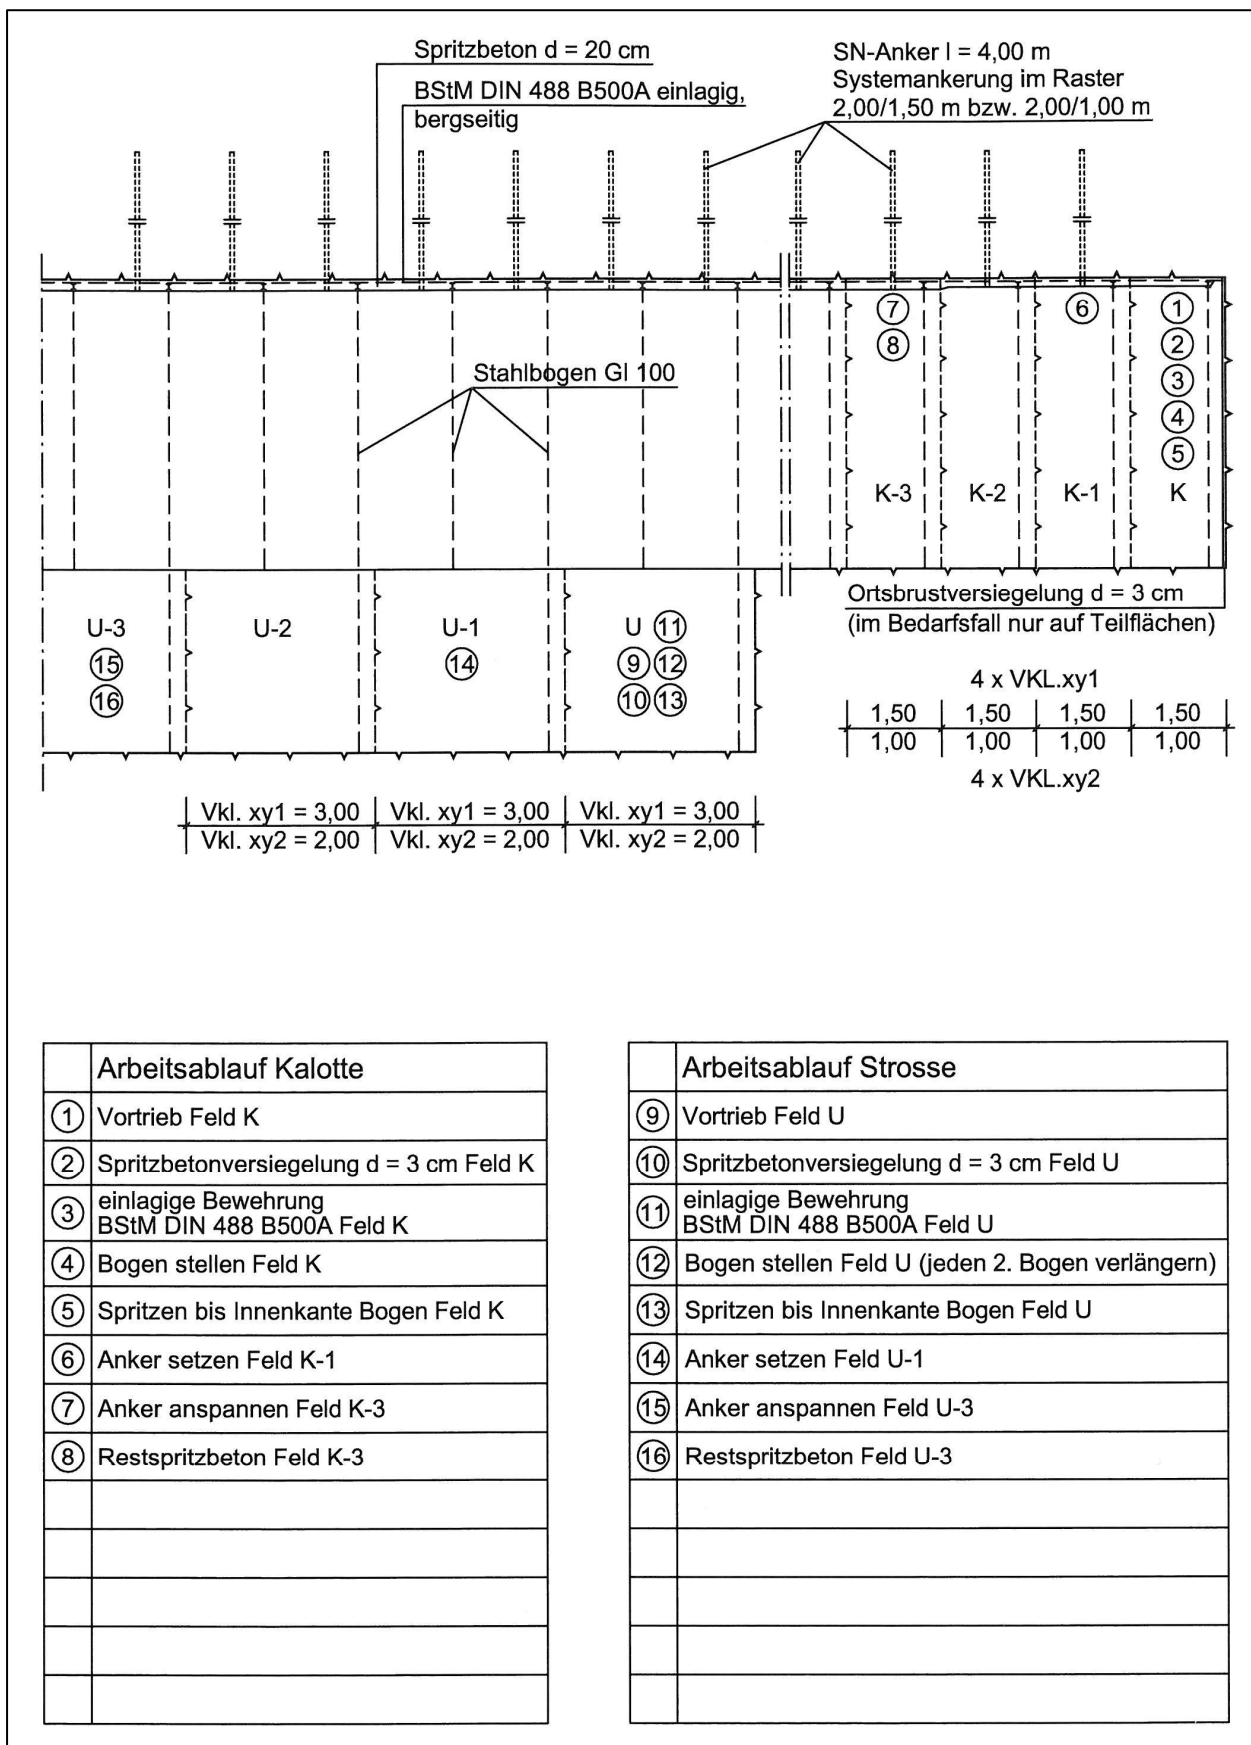 Spritzbeton d = 20 cm
BStM DIN 488 B500A einlagig,
bergseitig
SN-Anker l = 4,00 m
Systemankerung im Raster
2,00/1,50 m bzw. 2,00/1,00 m
7
8
6
1
2
3
4
5
Stahlbogen GI 100
K-3
K-2
K-1
K
Ortsbrustversiegelung d = 3 cm
(im Bedarfsfall nur auf Teilflächen)
U-3
15
16
U-2
U-1
14
U 11
9 12
10 13
4 x VKL.xy1
1,50 1,50 1,50 1,50
1,00 1,00 1,00 1,00
4 x VKL.xy2
Vkl. xy1 = 3,00 Vkl. xy1 = 3,00 Vkl. xy1 = 3,00
Vkl. xy2 = 2,00 Vkl. xy2 = 2,00 Vkl. xy2 = 2,00
Arbeitsablauf Kalotte
1 Vortrieb Feld K
2 Spritzbetonversiegelung d = 3 cm Feld K
3 einlagige Bewehrung
BStM DIN 488 B500A Feld K
4 Bogen stellen Feld K
5 Spritzen bis Innenkante Bogen Feld K
6 Anker setzen Feld K-1
7 Anker anspannen Feld K-3
8 Restspritzbeton Feld K-3
Arbeitsablauf Strosse
9 Vortrieb Feld U
10 Spritzbetonversiegelung d = 3 cm Feld U
11 einlagige Bewehrung
BStM DIN 488 B500A Feld U
12 Bogen stellen Feld U (jeden 2. Bogen verlängern)
13 Spritzen bis Innenkante Bogen Feld U
14 Anker setzen Feld U-1
15 Anker anspannen Feld U-3
16 Restspritzbeton Feld U-3